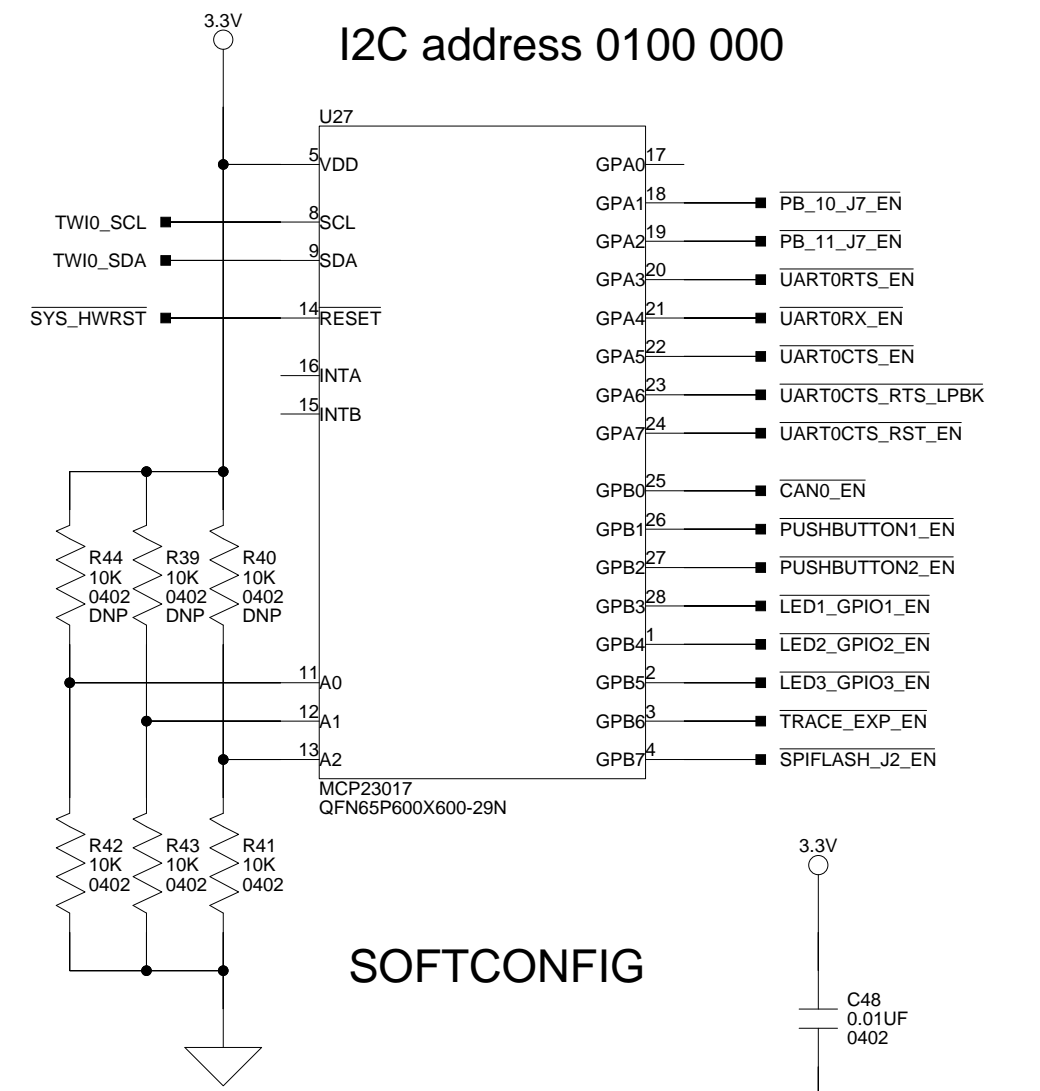 3.3V
I2C address 0100 000
U27
5 VDD
8 SCL
9 SDA
14 RESET
16 INTA
15 INTB
11 A0
12 A1
13 A2
TWI0_SCL
TWI0_SDA
SYS_HWRST
GPA0 17
GPA1 18 PB_10_J7_EN
GPA2 19 PB_11_J7_EN
GPA3 20 UART0RTS_EN
GPA4 21 UART0RX_EN
GPA5 22 UART0CTS_EN
GPA6 23 UART0CTS_RTS_LPBK
GPA7 24 UART0CTS_RST_EN
GPB0 25 CAN0_EN
GPB1 26 PUSHBUTTON1_EN
GPB2 27 PUSHBUTTON2_EN
GPB3 28 LED1_GPIO1_EN
GPB4 1 LED2_GPIO2_EN
GPB5 2 LED3_GPIO3_EN
GPB6 3 TRACE_EXP_EN
GPB7 4 SPIFLASH_J2_EN
MCP23017
QFN65P600X600-29N
R44
10K
0402
DNP
R39
10K
0402
DNP
R40
10K
0402
DNP
R42
10K
0402
R43
10K
0402
R41
10K
0402
SOFTCONFIG
3.3V
C48
0.01UF
0402